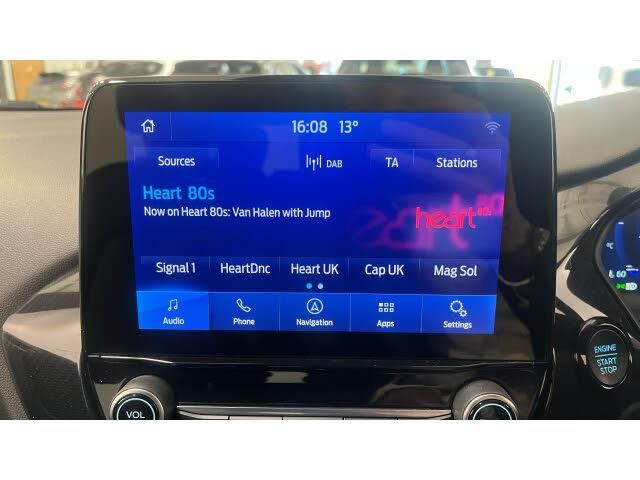 16:08 13°
Sources DAB TA Stations
Heart 80s
Now on Heart 80s: Van Halen with Jump
heart 80s
Signal 1 HeartDnc Heart UK Cap UK Mag Sol
Audio Phone Navigation Apps Settings
VOL
ENGINE
START
STOP
°C
60